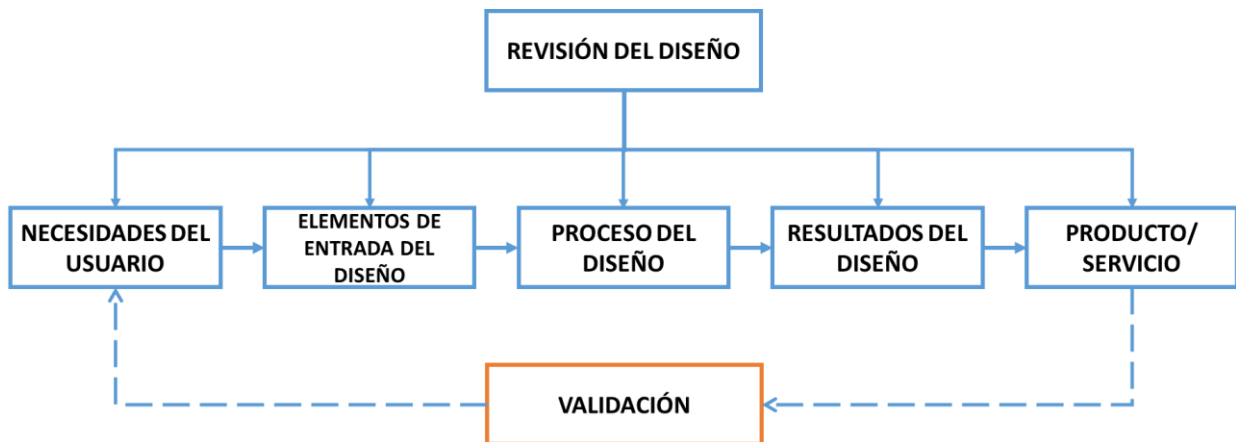 REVISIÓN DEL DISEÑO
NECESIDADES DEL
USUARIO
ELEMENTOS DE
ENTRADA DEL
DISEÑO
PROCESO DEL
DISEÑO
RESULTADOS DEL
DISEÑO
PRODUCTO/
SERVICIO
VALIDACIÓN